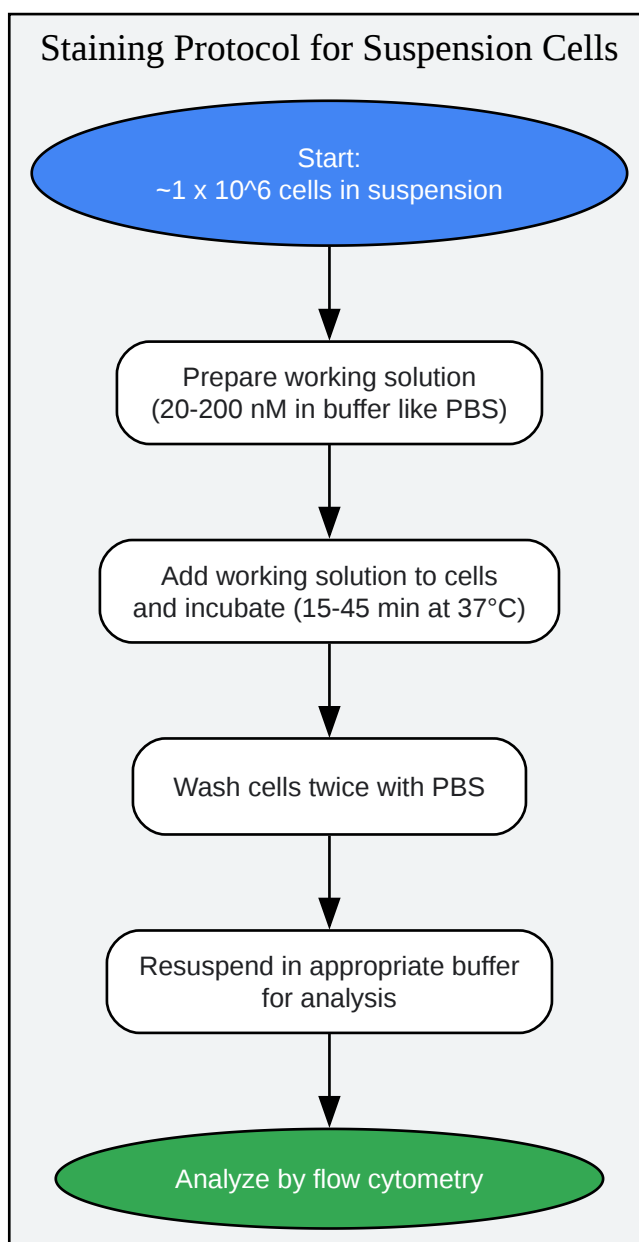 Staining Protocol for Suspension Cells
Start:
~1 x 10^6 cells in suspension
Prepare working solution
(20-200 nM in buffer like PBS)
Add working solution to cells
and incubate (15-45 min at 37°C)
Wash cells twice with PBS
Resuspend in appropriate buffer
for analysis
Analyze by flow cytometry